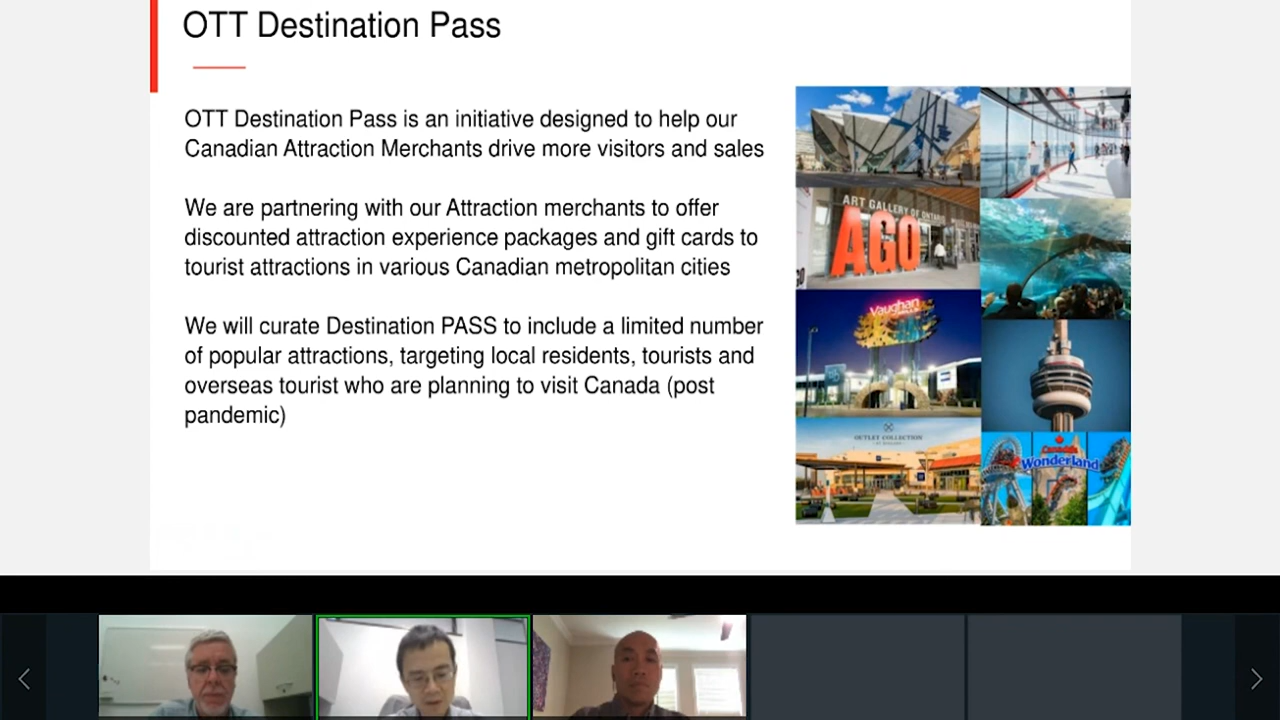 OTT Destination Pass
OTT Destination Pass is an initiative designed to help our
Canadian Attraction Merchants drive more visitors and sales
We are partnering with our Attraction merchants to offer
discounted attraction experience packages and gift cards to
tourist attractions in various Canadian metropolitan cities
We will curate Destination PASS to include a limited number
of popular attractions, targeting local residents, tourists and
overseas tourist who are planning to visit Canada (post
pandemic)
ART GALLERY OF ONTARIO
AGO
Vaughan
OUTLET COLLECTION
Canada's
Wonderland